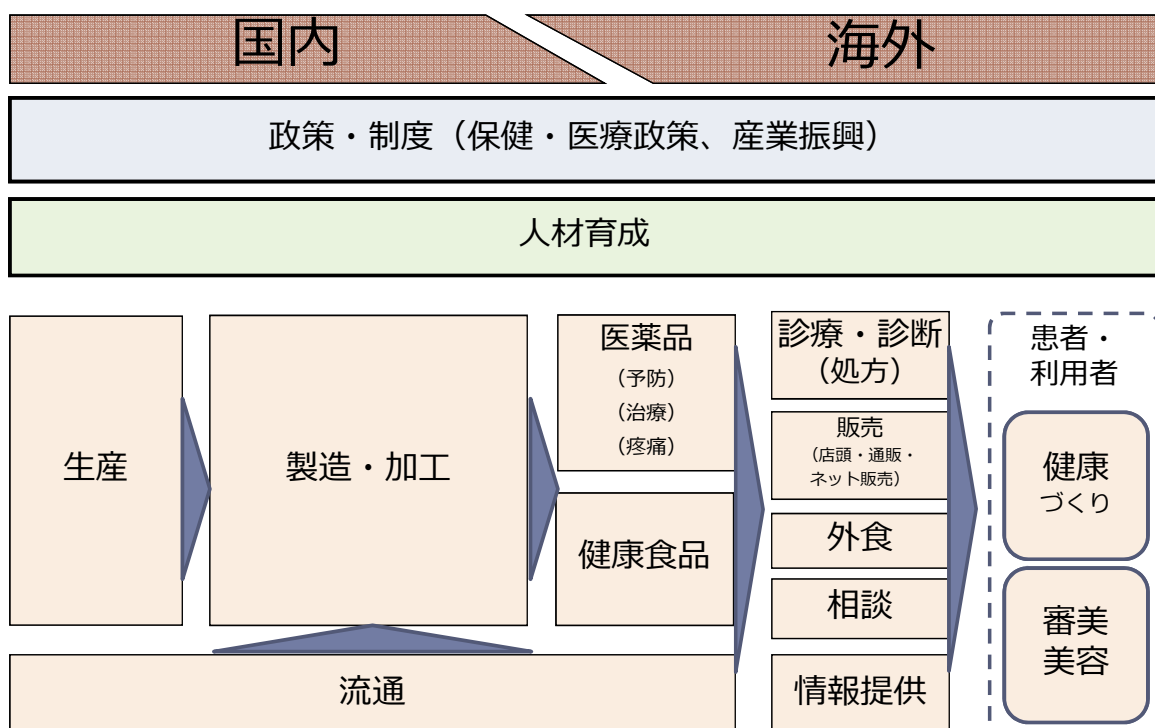 国内
海外
政策・制度（保健・医療政策、産業振興）
人材育成
生産
製造・加工
医薬品
（予防）
（治療）
（疼痛）
健康食品
流通
診療・診断
（処方）
販売
（店頭・通販・
ネット販売）
外食
相談
情報提供
患者・
利用者
健康
づくり
審美
美容